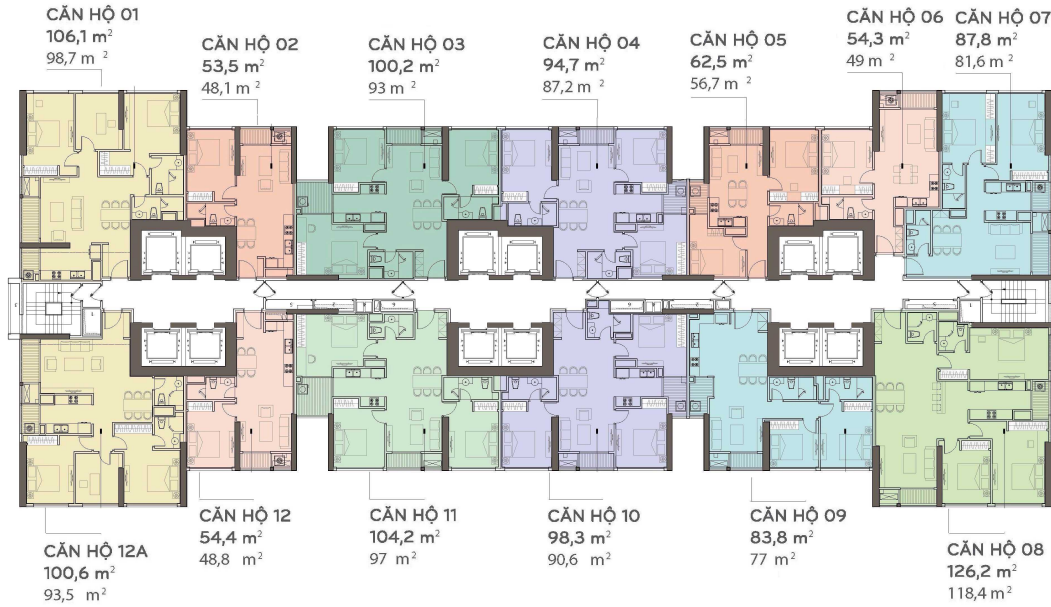 CĂN HỘ 01
106,1 m²
98,7 m²
CĂN HỘ 02
53,5 m²
48,1 m²
CĂN HỘ 03
100,2 m²
93 m²
CĂN HỘ 04
94,7 m²
87,2 m²
CĂN HỘ 05
62,5 m²
56,7 m²
CĂN HỘ 06
54,3 m²
49 m²
CĂN HỘ 07
87,8 m²
81,6 m²
CĂN HỘ 12A
100,6 m²
93,5 m²
CĂN HỘ 12
54,4 m²
48,8 m²
CĂN HỘ 11
104,2 m²
97 m²
CĂN HỘ 10
98,3 m²
90,6 m²
CĂN HỘ 09
83,8 m²
77 m²
CĂN HỘ 08
126,2 m²
118,4 m²